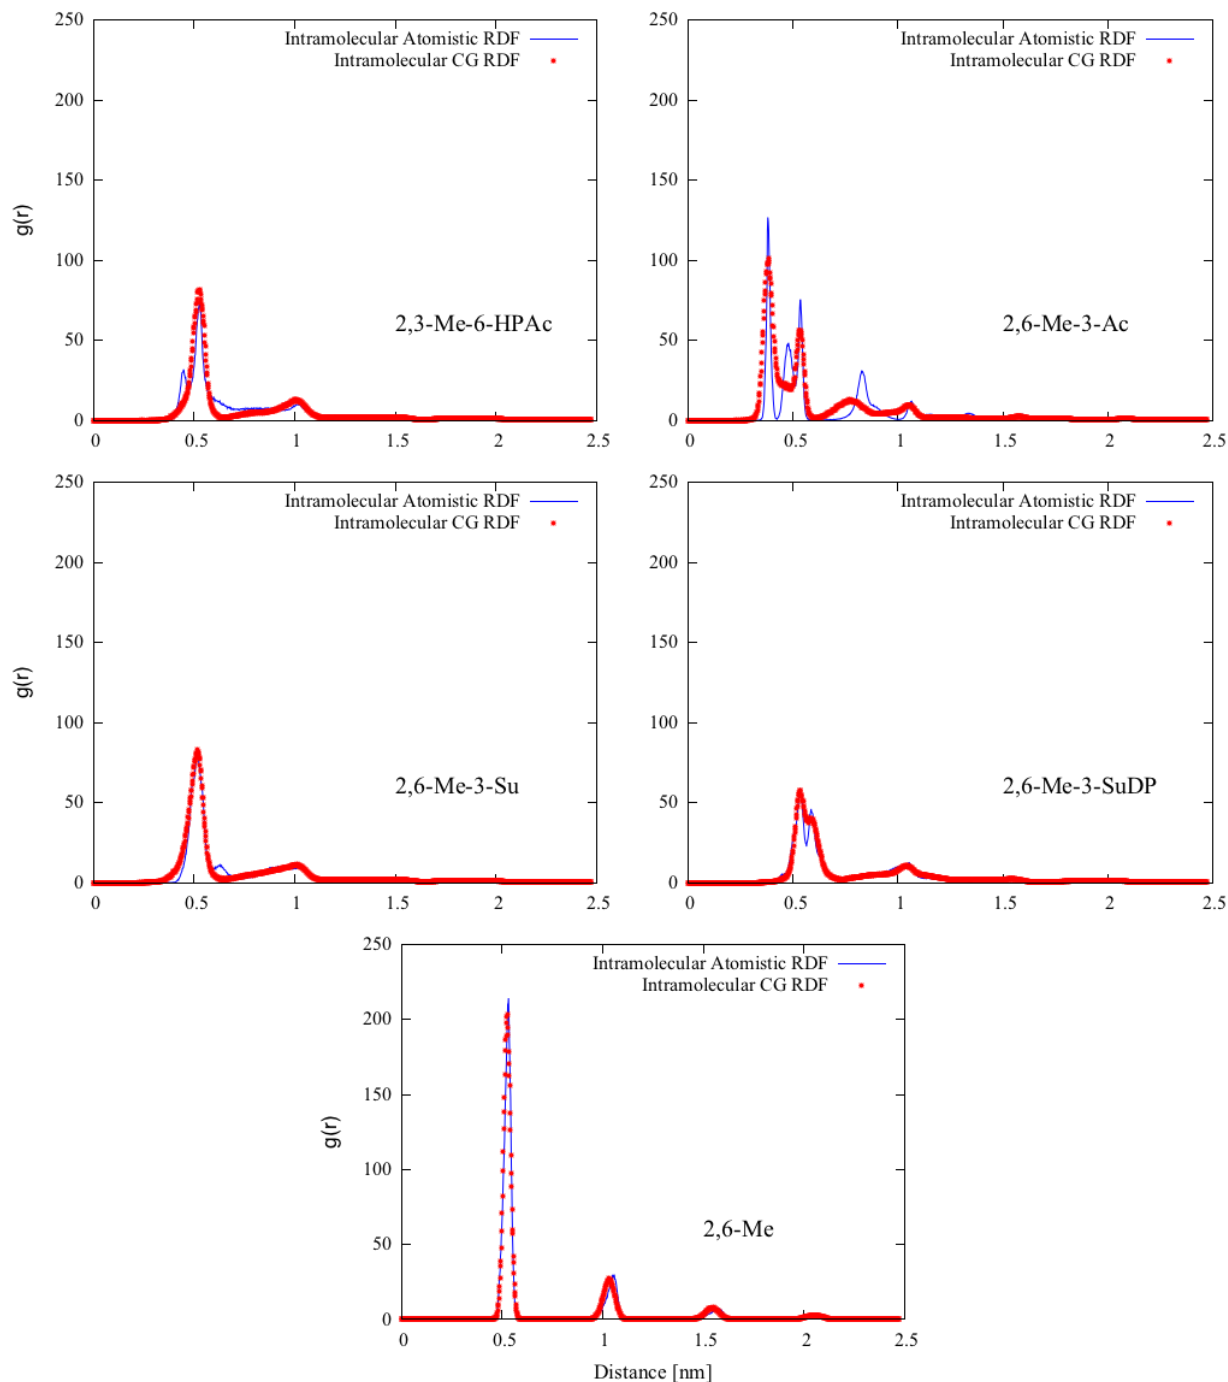 250
Intramolecular Atomistic RDF
Intramolecular CG RDF
200
150
g(r)
100
2,3-Me-6-HPAc
50
0
0 0.5 1 1.5 2 2.5
250
Intramolecular Atomistic RDF
Intramolecular CG RDF
200
150
100
2,6-Me-3-Ac
50
0
0 0.5 1 1.5 2 2.5
250
Intramolecular Atomistic RDF
Intramolecular CG RDF
200
150
g(r)
100
2,6-Me-3-Su
50
0
0 0.5 1 1.5 2 2.5
250
Intramolecular Atomistic RDF
Intramolecular CG RDF
200
150
100
2,6-Me-3-SuDP
50
0
0 0.5 1 1.5 2 2.5
250
Intramolecular Atomistic RDF
Intramolecular CG RDF
200
150
g(r)
100
2,6-Me
50
0
0 0.5 1 1.5 2 2.5
Distance [nm]